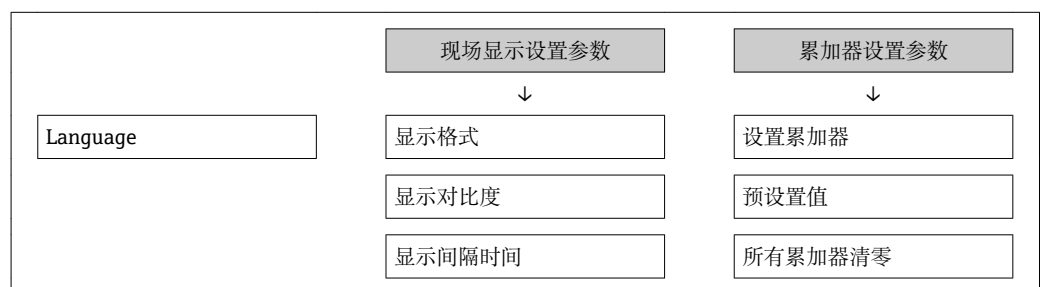 现场显示设置参数
累加器设置参数
↓
↓
Language
显示格式
设置累加器
显示对比度
预设置值
显示间隔时间
所有累加器清零